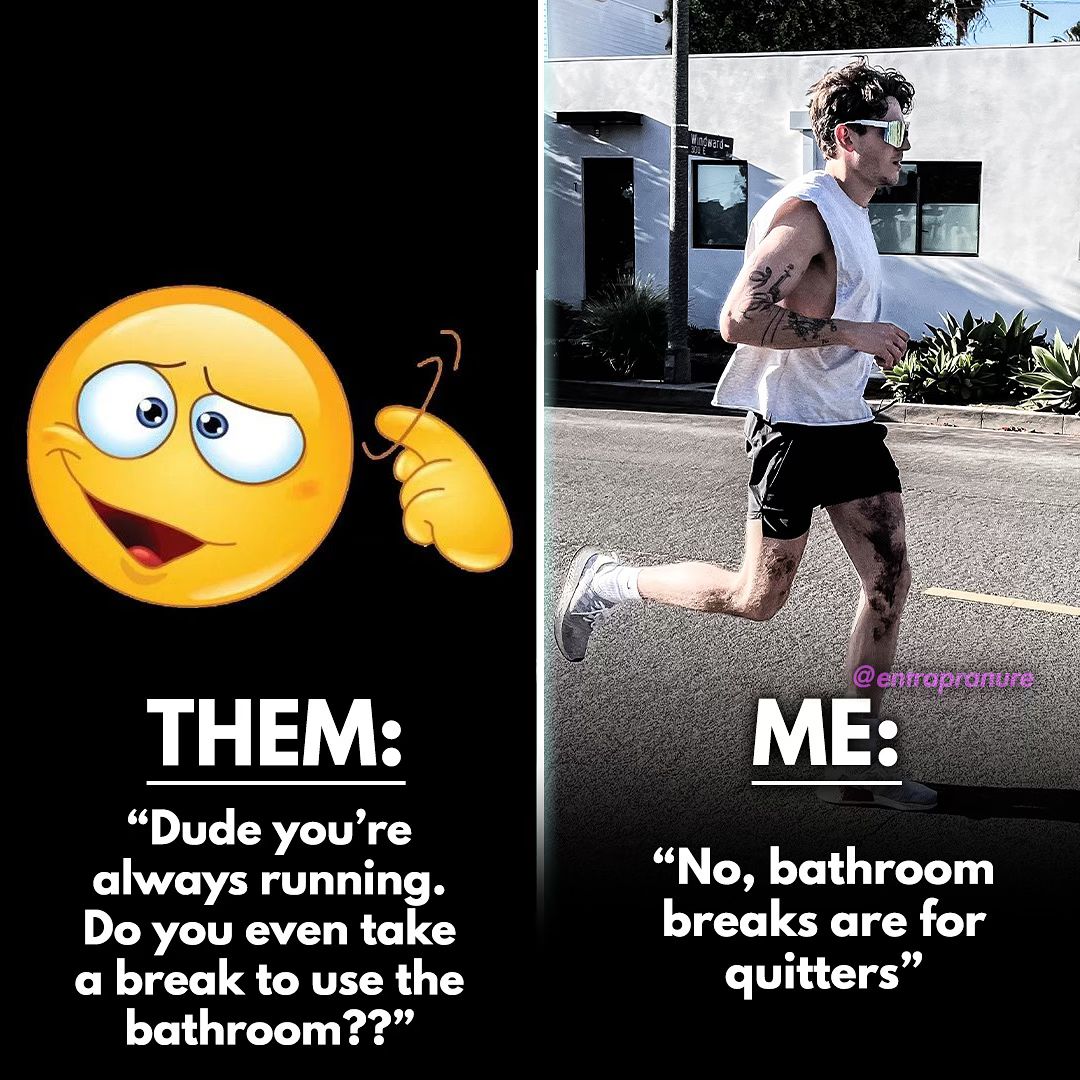 Windward
THEM:
“Dude you’re
always running.
Do you even take
a break to use the
bathroom??”
@entrapranure
ME:
“No, bathroom
breaks are for
quitters”